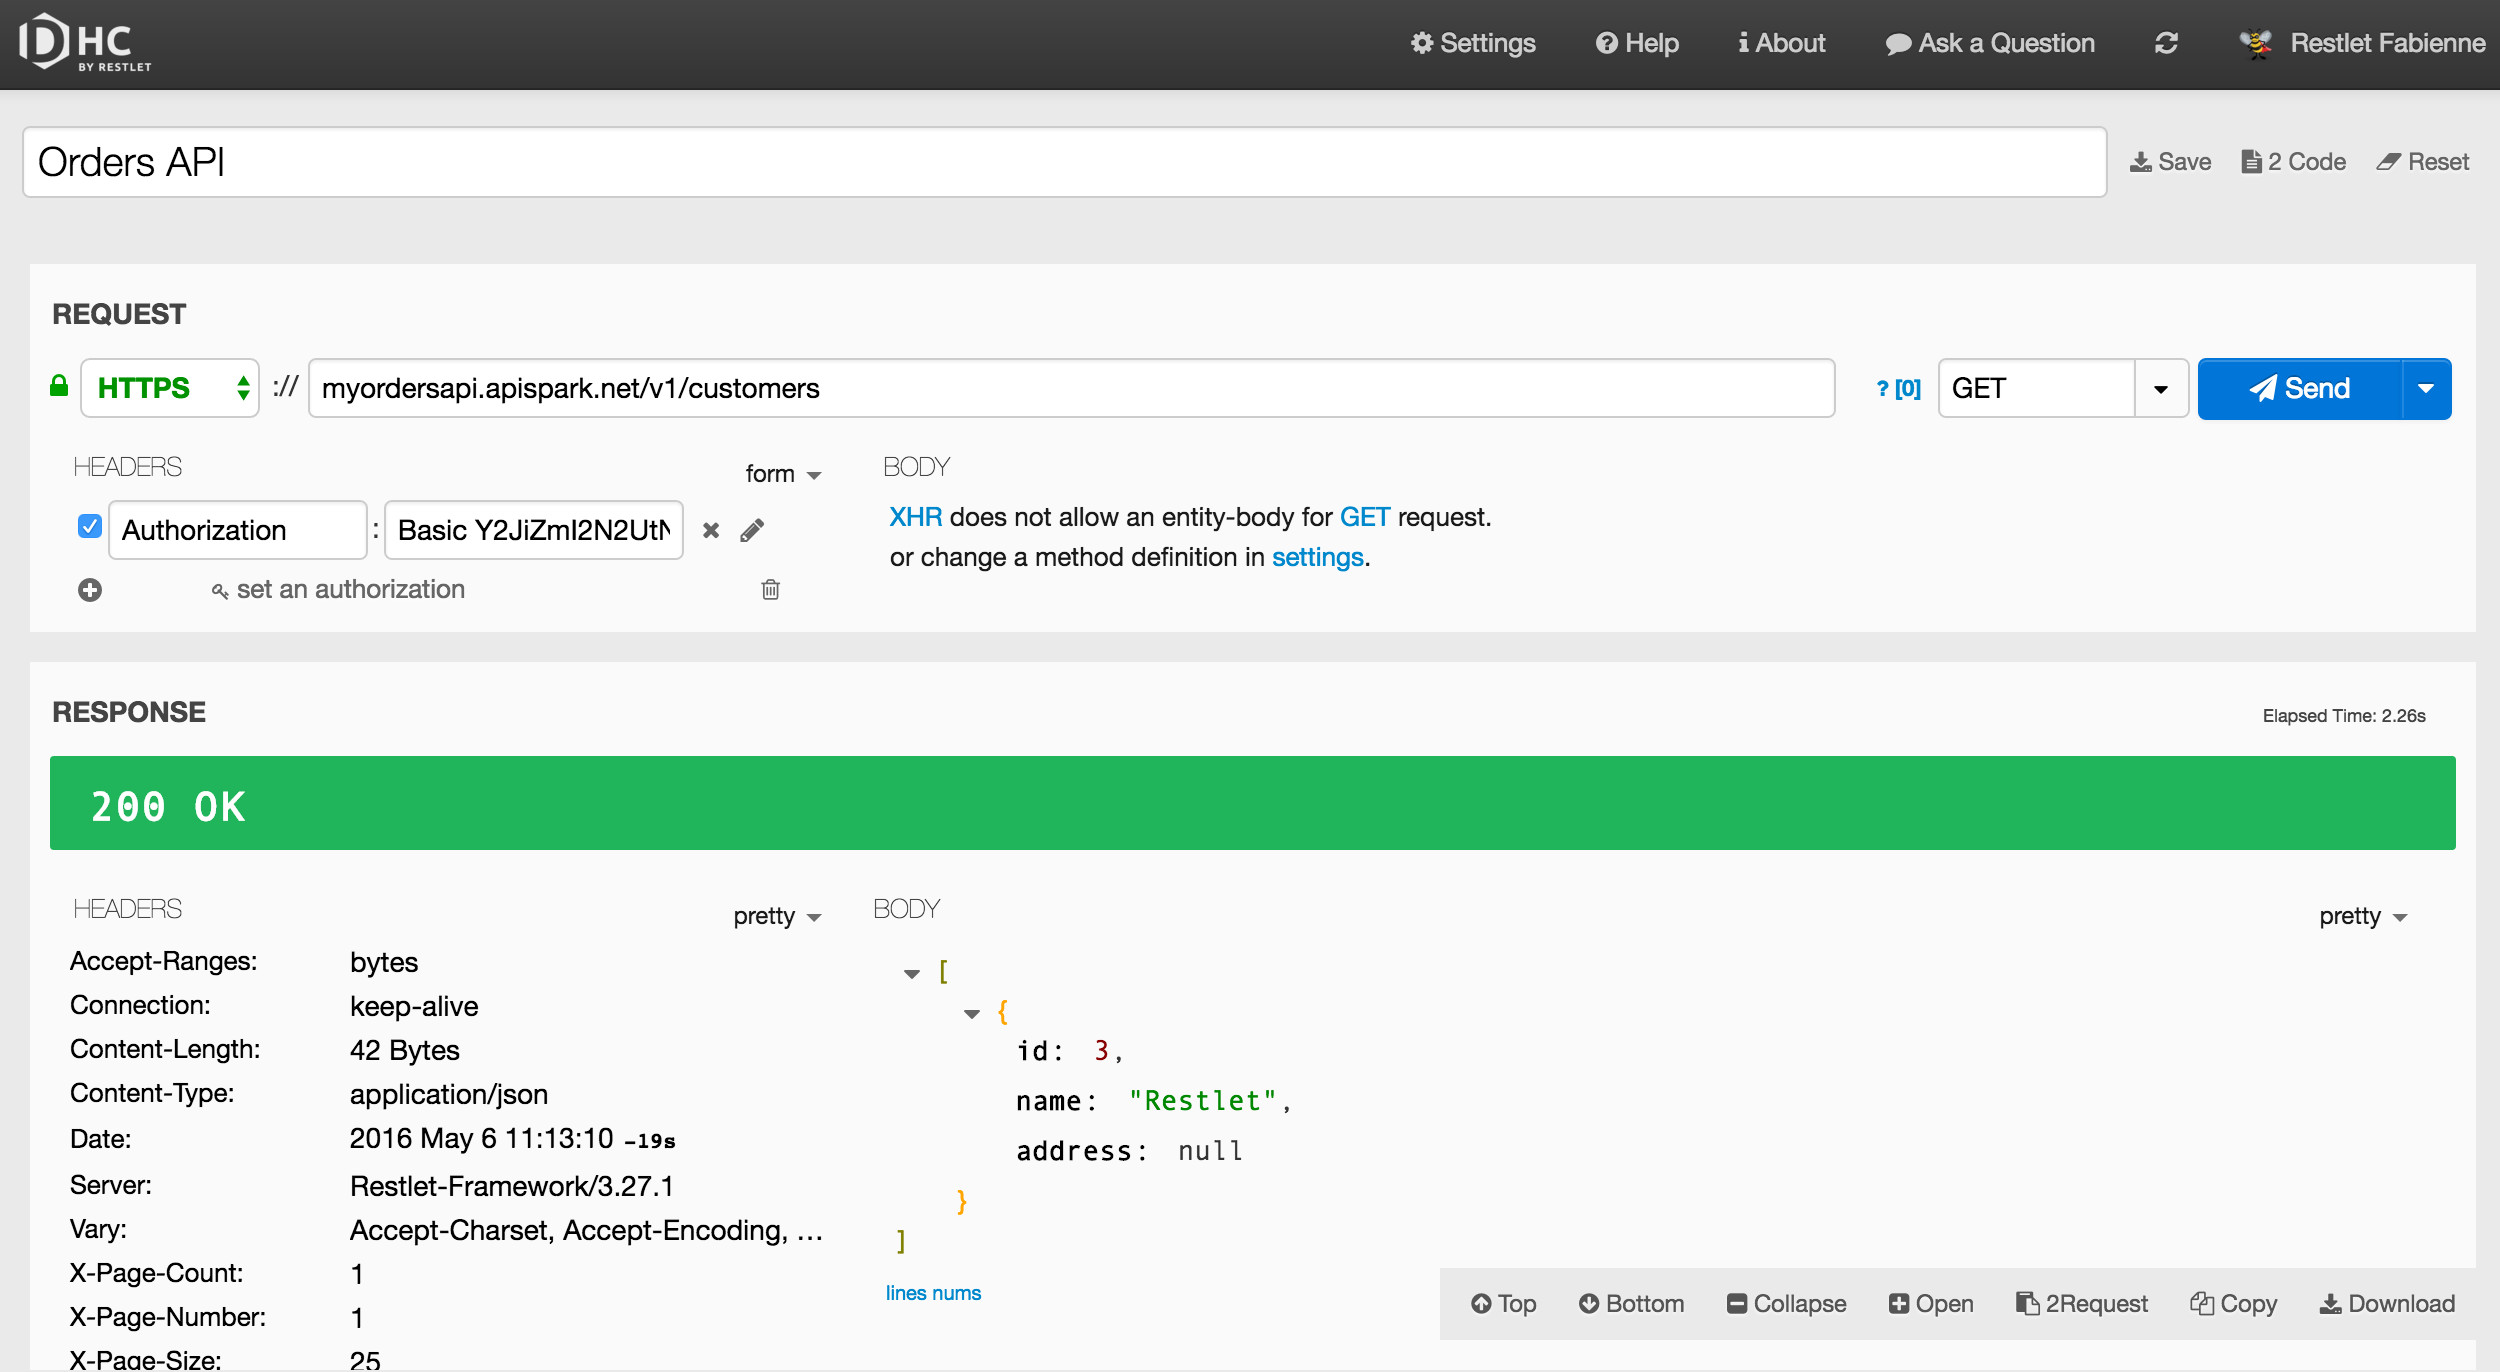 DHC
BY RESTLET
Settings Help About Ask a Question Restlet Fabienne
Orders API
Save 2 Code Reset
REQUEST
HTTPS :// myordersapi.apispark.net/v1/customers ? [0] GET Send
HEADERS form BODY
Authorization : Basic Y2JiZmI2N2UtN
XHR does not allow an entity-body for GET request.
or change a method definition in settings.
set an authorization
RESPONSE
Elapsed Time: 2.26s
200 OK
HEADERS pretty BODY pretty
Accept-Ranges: bytes
Connection: keep-alive
Content-Length: 42 Bytes
Content-Type: application/json
Date: 2016 May 6 11:13:10 -19s
Server: Restlet-Framework/3.27.1
Vary: Accept-Charset, Accept-Encoding, ...
X-Page-Count: 1
X-Page-Number: 1
X-Page-Size: 25
[
{
id: 3,
name: "Restlet",
address: null
}
]
lines nums
Top Bottom Collapse Open 2Request Copy Download